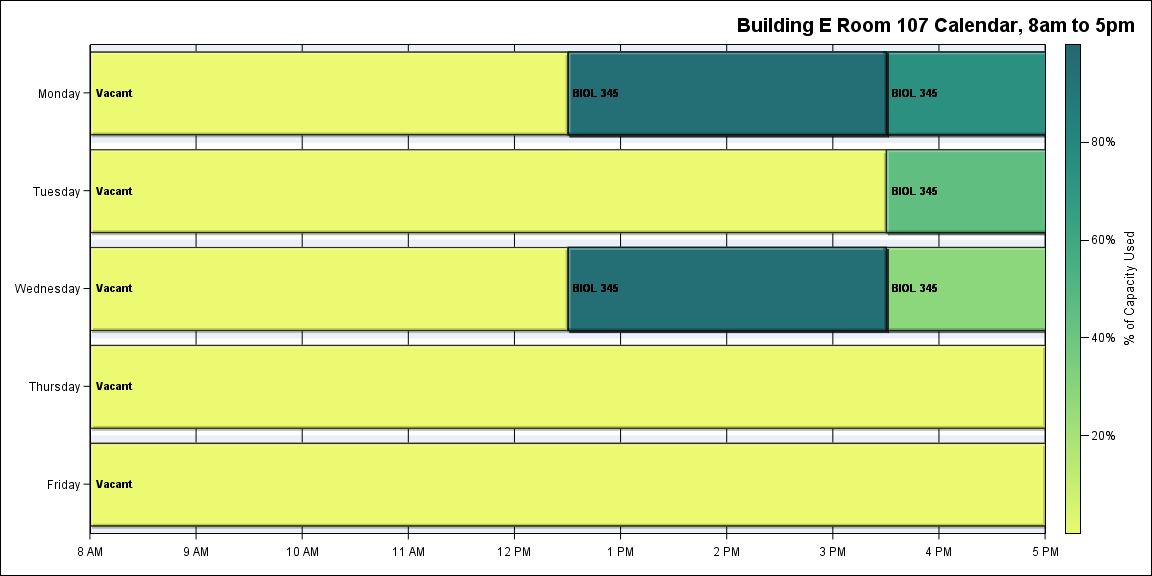 Building E Room 107 Calendar, 8am to 5pm
Monday
Vacant
BIOL 345
BIOL 345
Tuesday
Vacant
BIOL 345
Wednesday
Vacant
BIOL 345
BIOL 345
Thursday
Vacant
Friday
Vacant
8 AM
9 AM
10 AM
11 AM
12 PM
1 PM
2 PM
3 PM
4 PM
5 PM
80%
60%
40%
20%
% of Capacity Used